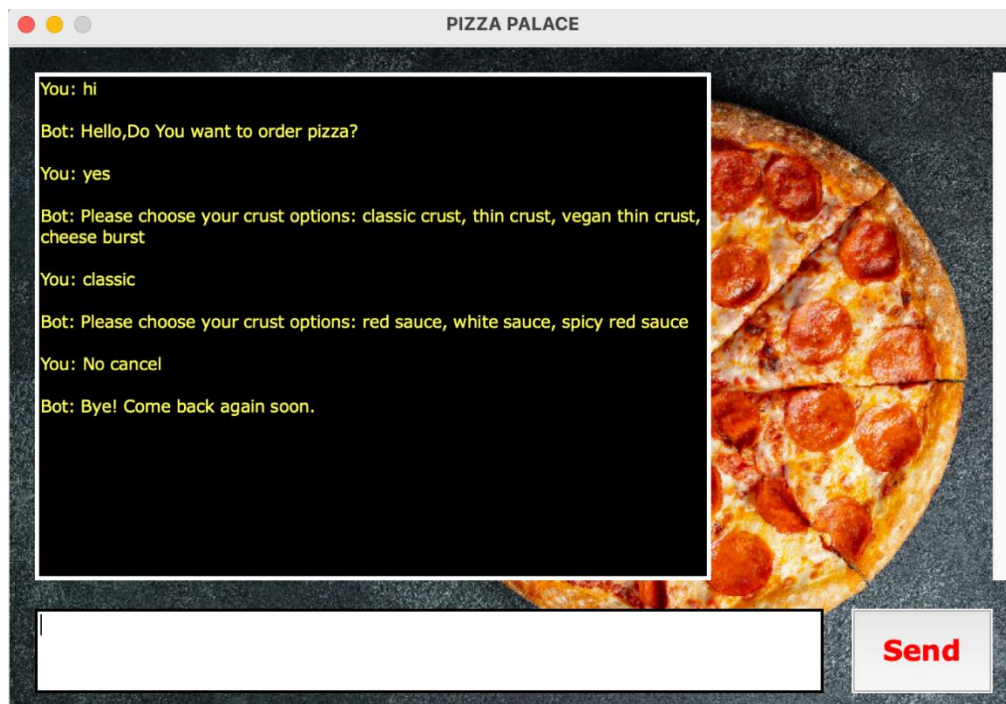 PIZZA PALACE
You: hi
Bot: Hello,Do You want to order pizza?
You: yes
Bot: Please choose your crust options: classic crust, thin crust, vegan thin crust,
cheese burst
You: classic
Bot: Please choose your crust options: red sauce, white sauce, spicy red sauce
You: No cancel
Bot: Bye! Come back again soon.
Send